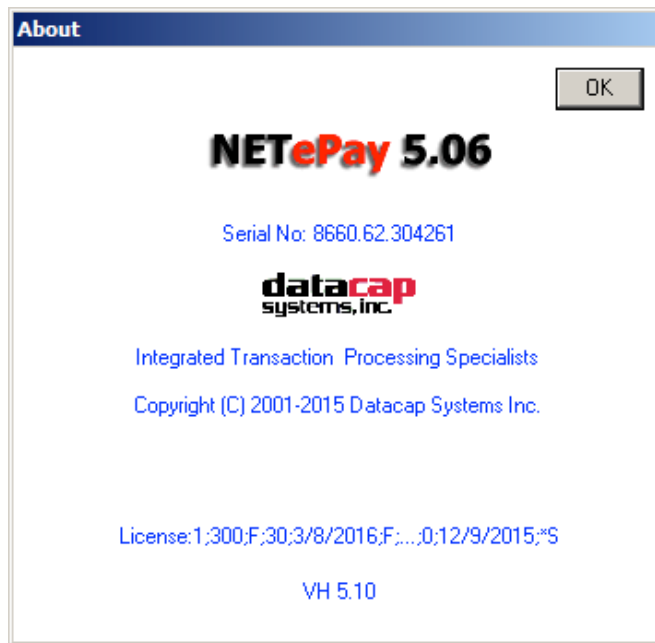 About
OK
NETePay 5.06
Serial No: 8660.62.304261
datacap
systems, inc.
Integrated Transaction  Processing Specialists
Copyright (C) 2001-2015 Datacap Systems Inc.
License:1;300;F;30;3/8/2016;F;...;0;12/9/2015;*S
VH 5.10